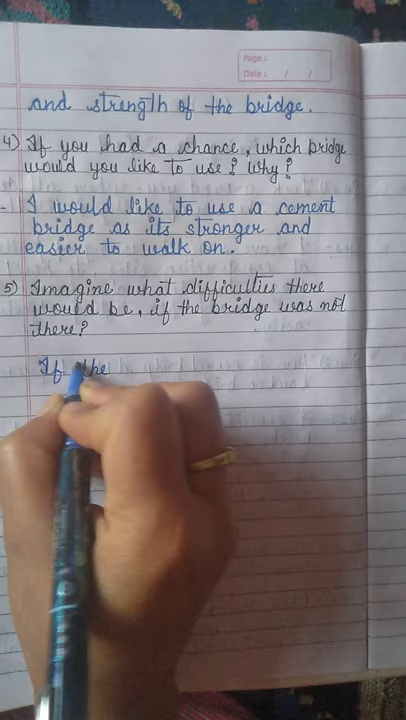 Page :
Date : / /
and strength of the bridge.
4) If you had a chance, which bridge
would you like to use? Why?
- I would like to use a cement
bridge as its stronger and
easier to walk on.
5) Imagine what difficulties there
would be, if the bridge was not
there?
If the